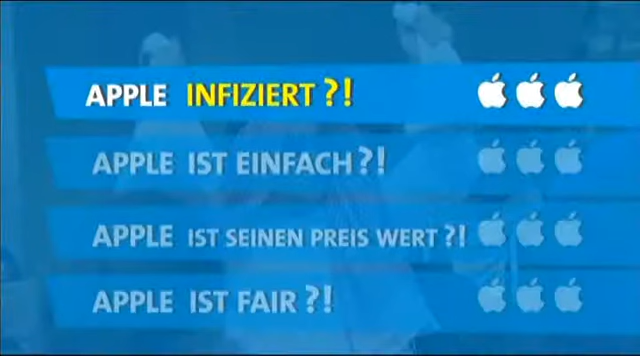 APPLE INFIZIERT ?!
APPLE IST EINFACH ?!
APPLE IST SEINEN PREIS WERT ?!
APPLE IST FAIR ?!